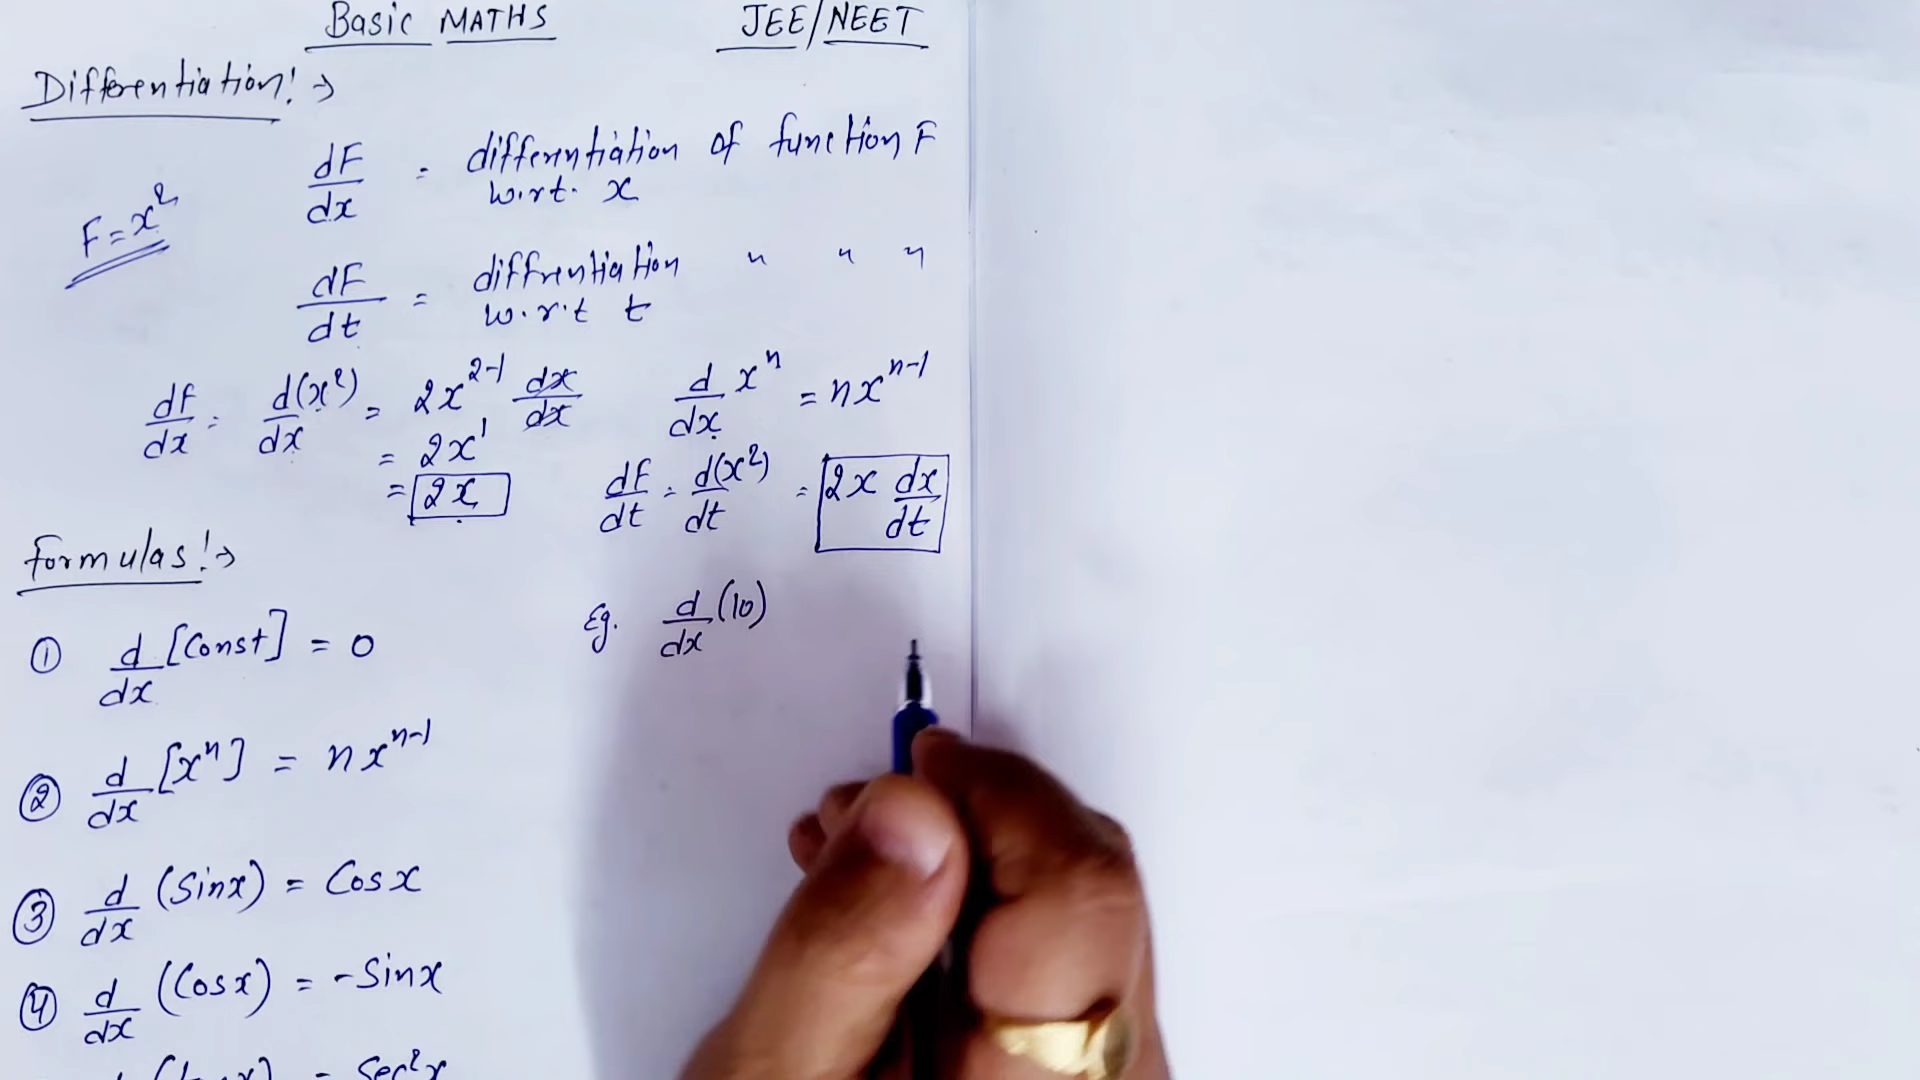 Basic MATHS JEE/NEET
Differentiation!→
dF/dx = differentiation of function F
w.r.t. x
F=x²
dF/dt = diffrentiation " " "
w.r.t t
dF/dx = d(x²)/dx = 2x²⁻¹ dx/dx
= 2x¹
= 2x
d/dx xⁿ = nxⁿ⁻¹
dF/dt = d(x²)/dt = 2x dx/dt
formulas!→
① d/dx [Const] = 0
Eg. d/dx (10)
② d/dx [xⁿ] = nxⁿ⁻¹
③ d/dx (Sinx) = Cosx
④ d/dx (Cosx) = -Sinx
= Sec²x